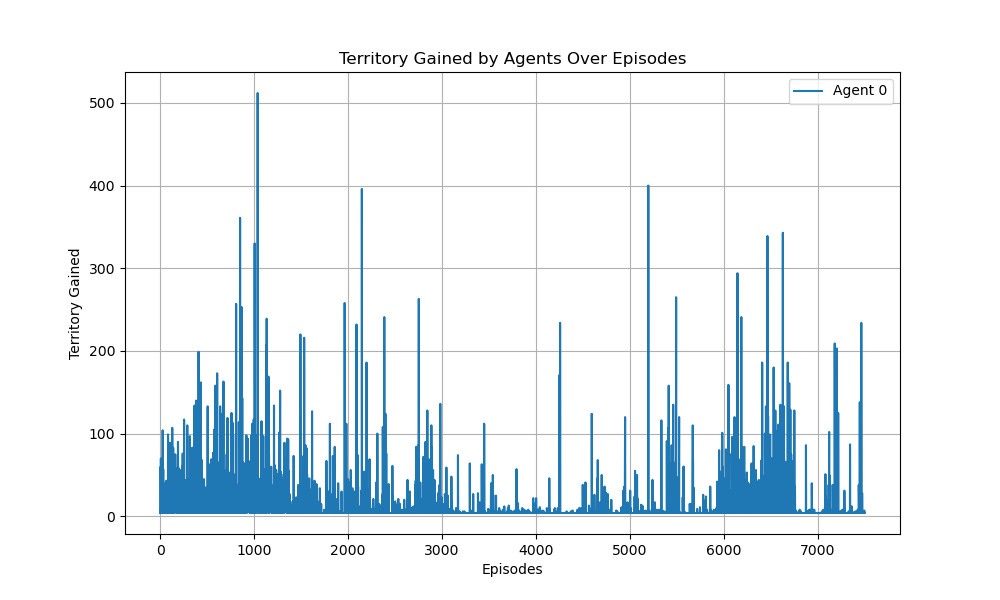 Territory Gained by Agents Over Episodes
Agent 0
Territory Gained
500
400
300
200
100
0
0 1000 2000 3000 4000 5000 6000 7000
Episodes